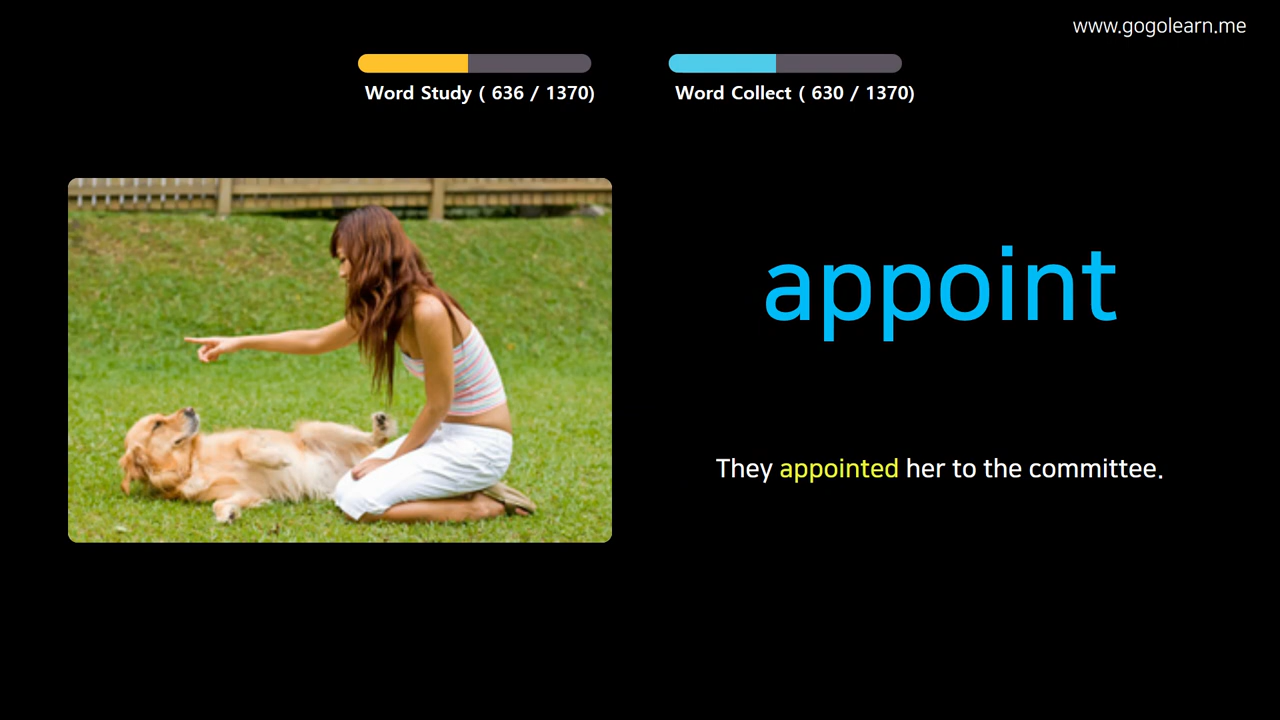 www.gogolearn.me
Word Study ( 636 / 1370)
Word Collect ( 630 / 1370)
appoint
They appointed her to the committee.